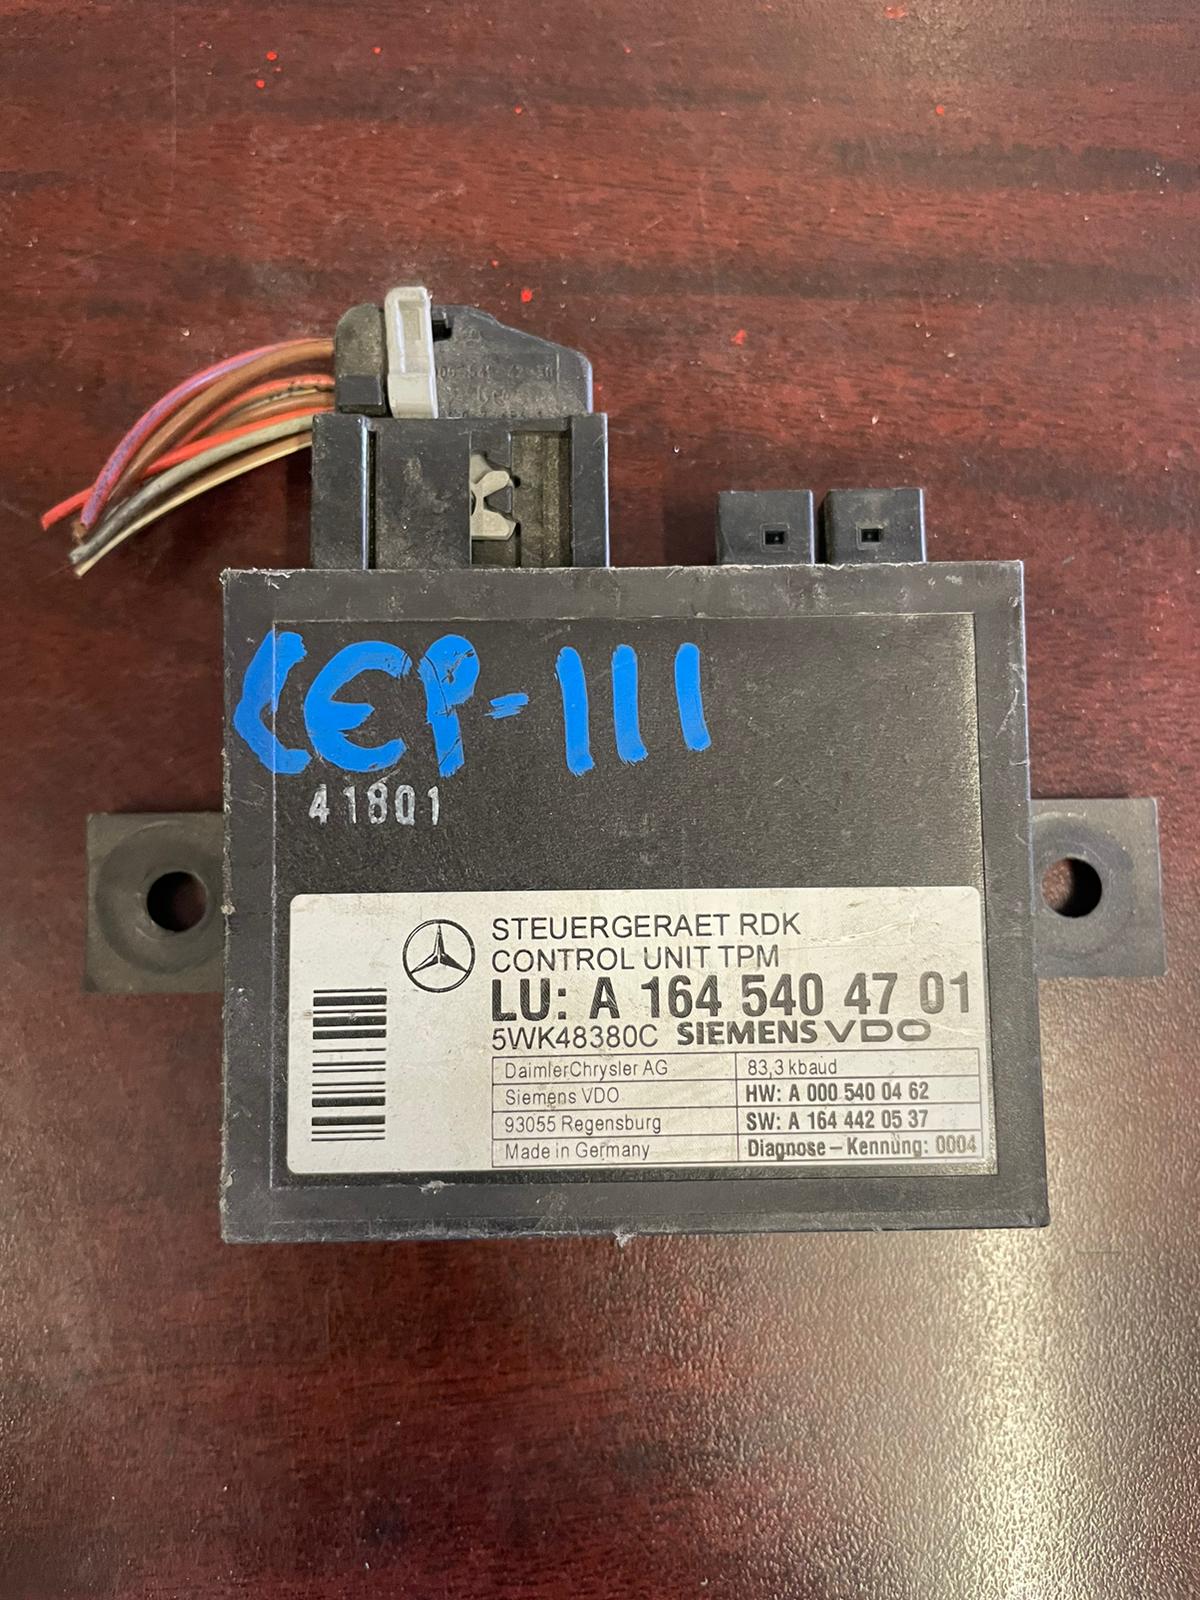 CEP-111
41801
STEUERGERAET RDK
CONTROL UNIT TPM
LU: A 164 540 47 01
5WK48380C SIEMENS VDO
DaimlerChrysler AG 83,3 kbaud
Siemens VDO HW: A 000 540 04 62
93055 Regensburg SW: A 164 442 05 37
Made in Germany Diagnose-Kennung: 0004